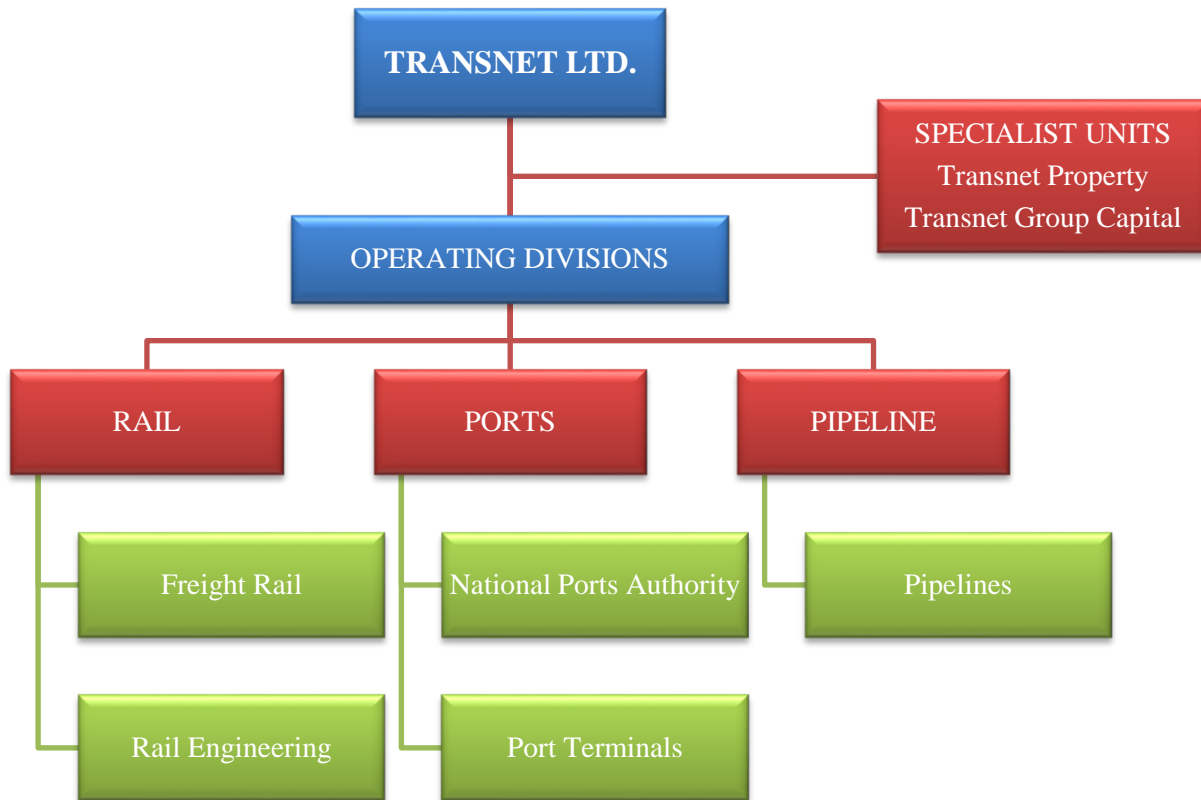 TRANSNET LTD.
SPECIALIST UNITS
Transnet Property
Transnet Group Capital
OPERATING DIVISIONS
RAIL
PORTS
PIPELINE
Freight Rail
National Ports Authority
Pipelines
Rail Engineering
Port Terminals